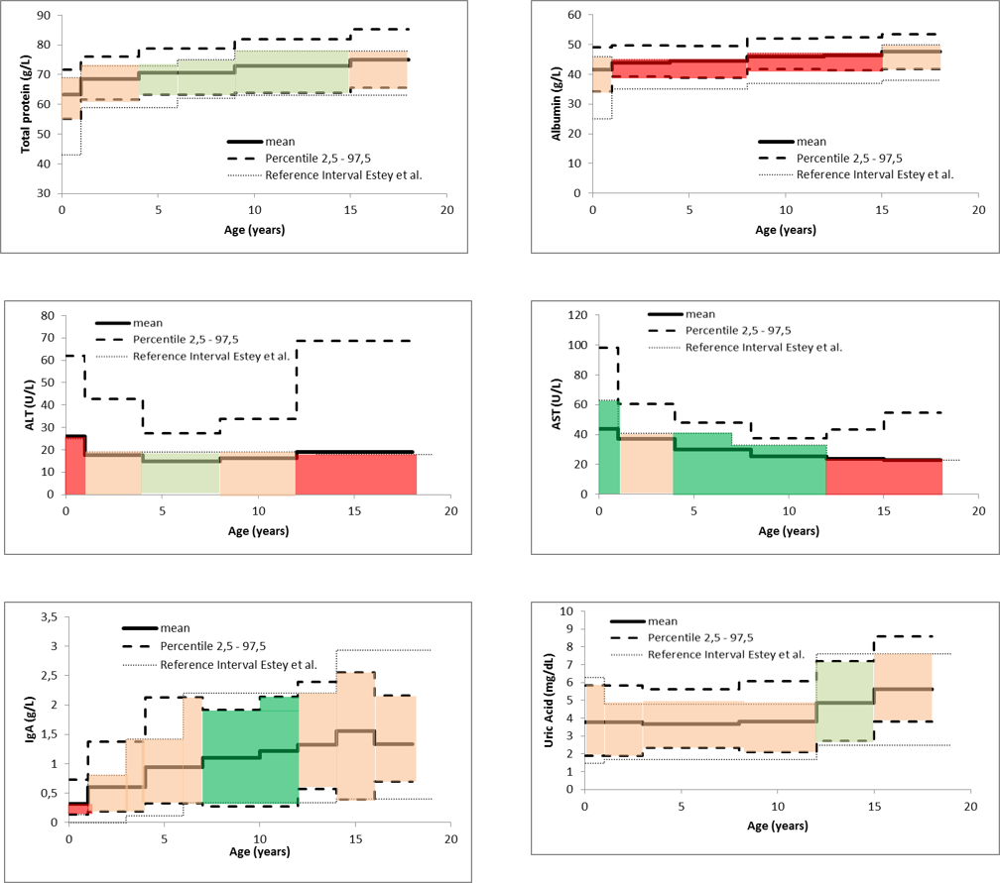 90
80
70
60
50
40
30
Total protein (g/L)
mean
Percentile 2,5 - 97,5
Reference Interval Estey et al.
0 5 10 15 20
Age (years)
60
50
40
30
20
10
0
Albumin (g/L)
mean
Percentile 2,5 - 97,5
Reference Interval Estey et al.
0 5 10 15 20
Age (years)
80
70
60
50
40
30
20
10
0
ALT (U/L)
mean
Percentile 2,5 - 97,5
Reference Interval Estey et al.
0 5 10 15 20
Age (years)
120
100
80
60
40
20
0
AST (U/L)
mean
Percentile 2,5 - 97,5
Reference Interval Estey et al.
0 5 10 15 20
Age (years)
3,5
3
2,5
2
1,5
1
0,5
0
IgA (g/L)
mean
Percentile 2,5 - 97,5
Reference Interval Estey et al.
0 5 10 15 20
Age (years)
10
9
8
7
6
5
4
3
2
1
0
Uric Acid (mg/dL)
mean
Percentile 2,5 - 97,5
Reference Interval Estey et al.
0 5 10 15 20
Age (years)